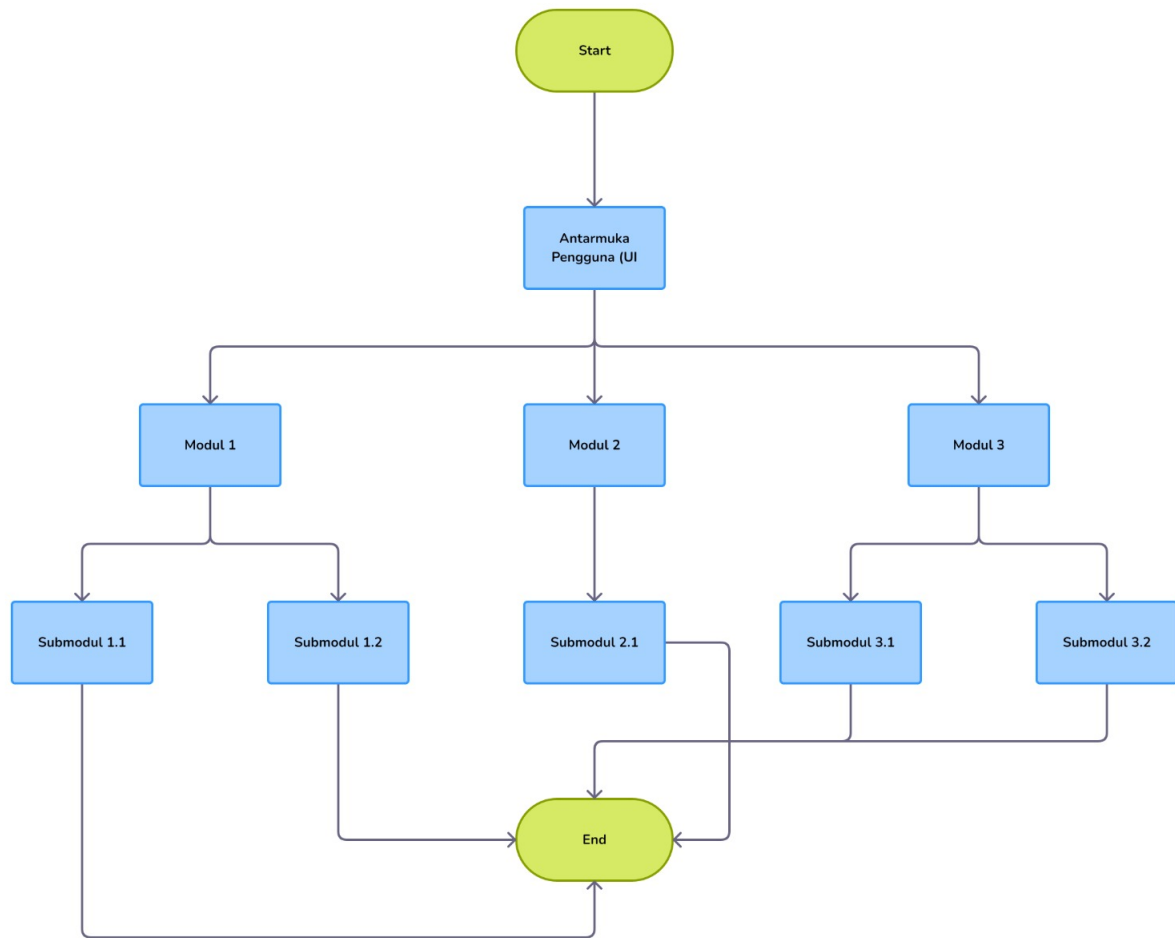 Start
Antarmuka
Pengguna (UI
Modul 1
Modul 2
Modul 3
Submodul 1.1
Submodul 1.2
Submodul 2.1
Submodul 3.1
Submodul 3.2
End